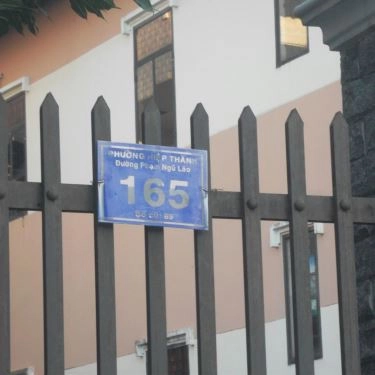 PHƯỜNG HIỆP THÀNH
Đường Phạm Ngũ Lão
165